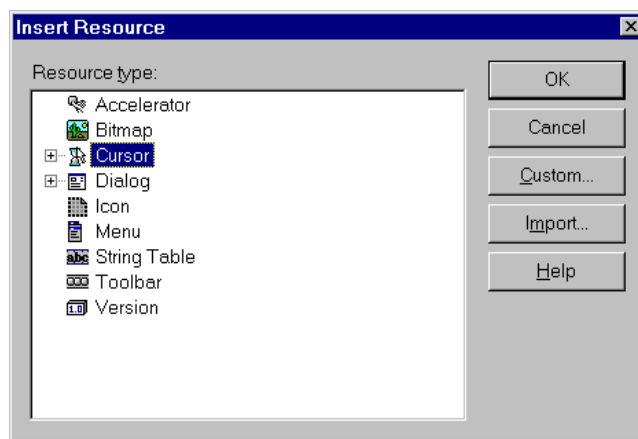 Insert Resource
Resource type:
Accelerator
Bitmap
Cursor
Dialog
Icon
Menu
abc String Table
Toolbar
1.0 Version
OK
Cancel
Custom...
Import...
Help